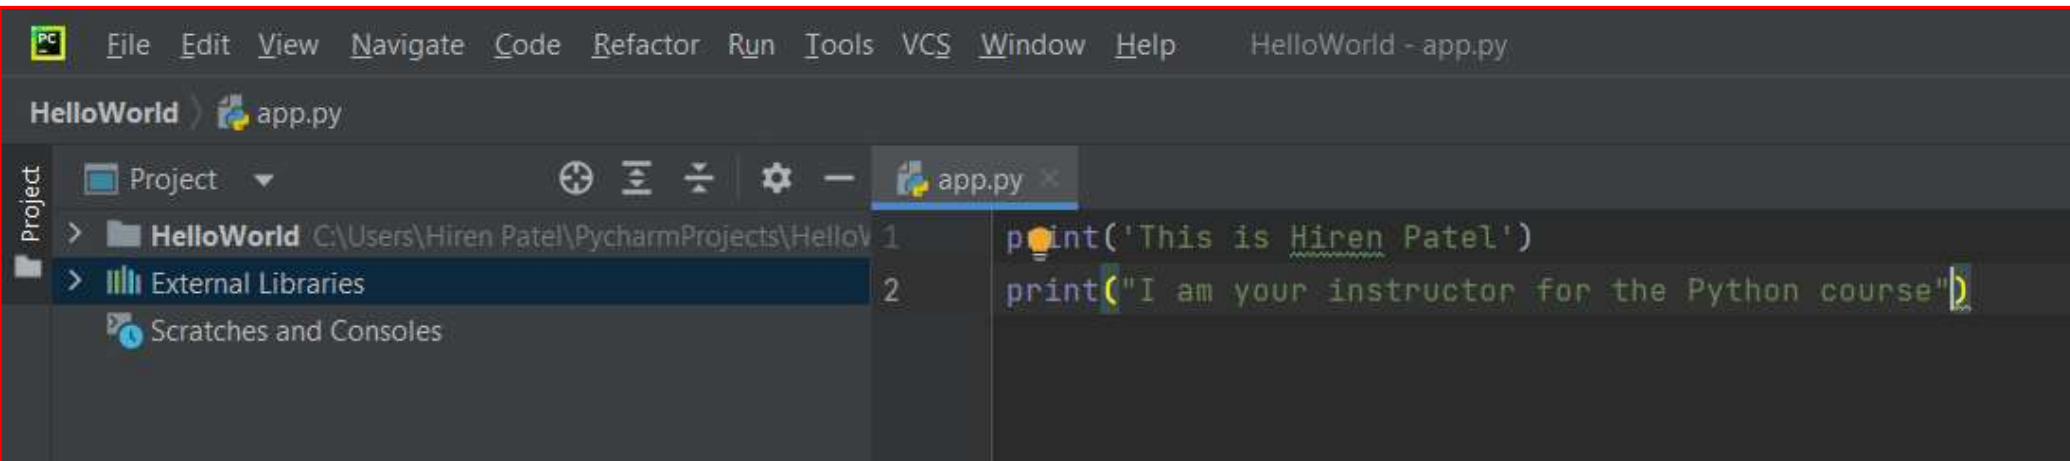 PC File Edit View Navigate Code Refactor Run Tools VCS Window Help HelloWorld - app.py
HelloWorld app.py
Project
Project
app.py
HelloWorld C:\Users\Hiren Patel\PycharmProjects\HelloW
External Libraries
Scratches and Consoles
1 print('This is Hiren Patel')
2 print("I am your instructor for the Python course")